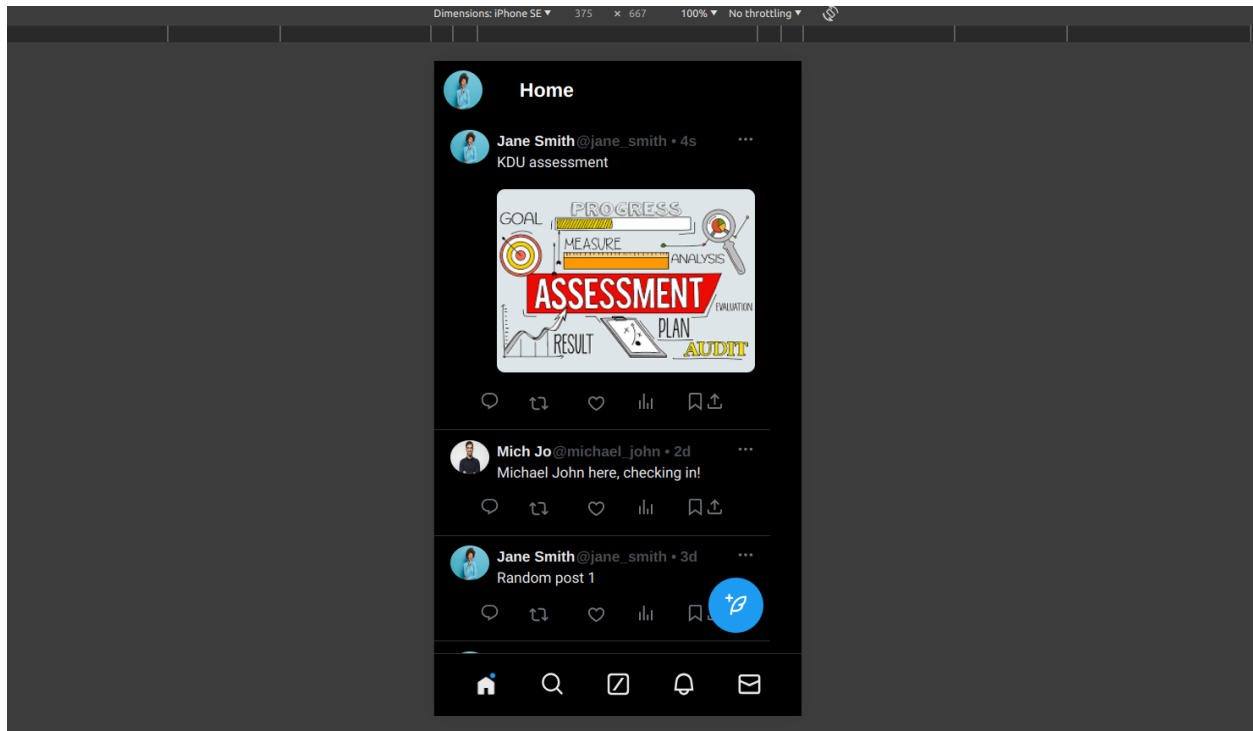 Dimensions: iPhone SE ▼ 375 × 667 100% ▼ No throttling ▼
Home
Jane Smith@jane_smith • 4s
KDU assessment
PROGRESS
GOAL
MEASURE
ANALYSIS
ASSESSMENT
EVALUATION
PLAN
RESULT
AUDIT
Mich Jo@michael_john • 2d
Michael John here, checking in!
Jane Smith@jane_smith • 3d
Random post 1